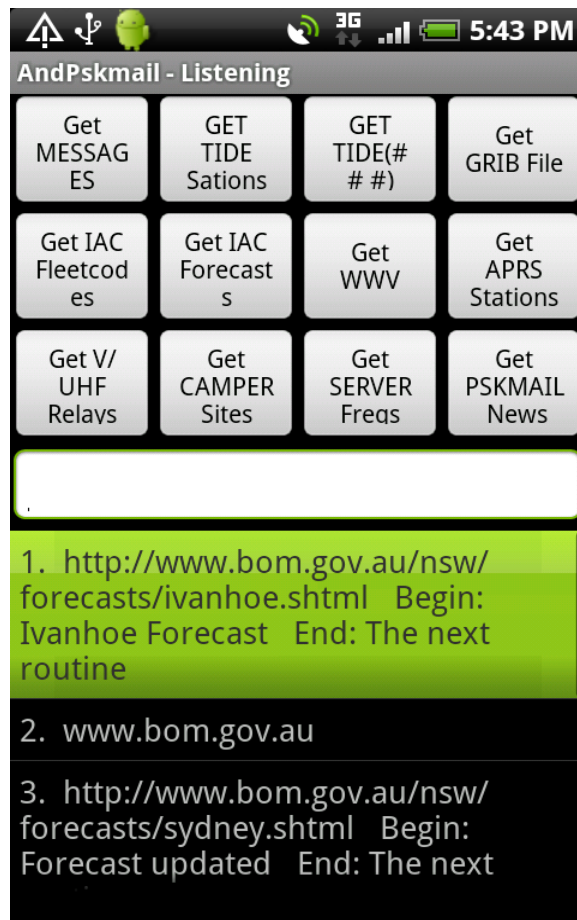 3G 5:43 PM
AndPskmail - Listening
Get
MESSAG
ES
GET
TIDE
Sations
GET
TIDE(#
# #)
Get
GRIB File
Get IAC
Fleetcod
es
Get IAC
Forecast
s
Get
WWV
Get
APRS
Stations
Get V/
UHF
Relays
Get
CAMPER
Sites
Get
SERVER
Freqs
Get
PSKMAIL
News
1. http://www.bom.gov.au/nsw/
forecasts/ivanhoe.shtml Begin:
Ivanhoe Forecast End: The next
routine
2. www.bom.gov.au
3. http://www.bom.gov.au/nsw/
forecasts/sydney.shtml Begin:
Forecast updated End: The next